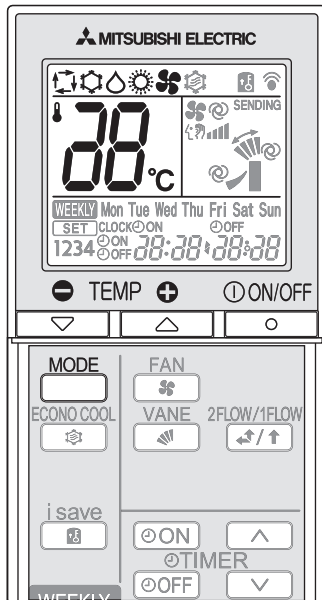 MITSUBISHI ELECTRIC
SENDING
88 °C
WEEKLY Mon Tue Wed Thu Fri Sat Sun
SET CLOCK ON OFF
1234 ON OFF 88:88 88:88
TEMP ON/OFF
MODE FAN
ECONO COOL VANE 2FLOW/1FLOW
i save
ON
TIMER
OFF
WEEKLY